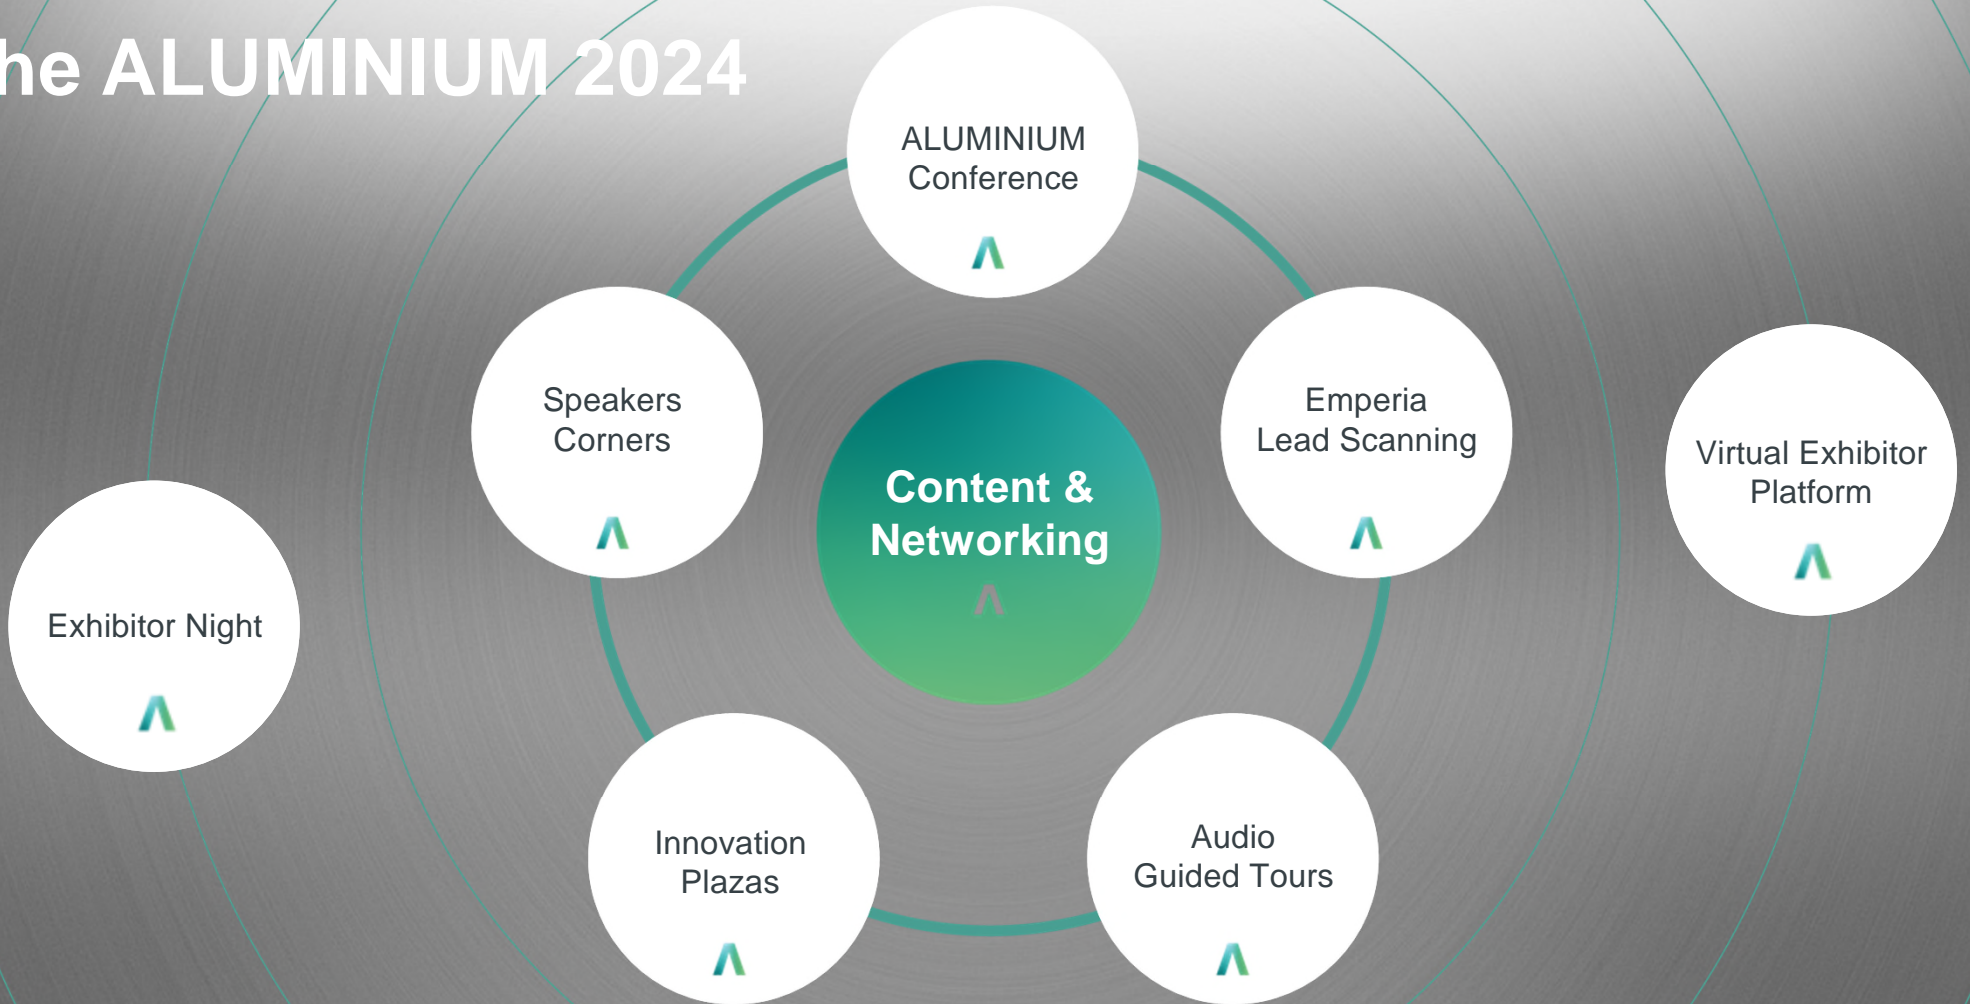 he ALUMINIUM 2024
ALUMINIUM
Conference
Speakers
Corners
Emperia
Lead Scanning
Content &
Networking
Virtual Exhibitor
Platform
Exhibitor Night
Innovation
Plazas
Audio
Guided Tours